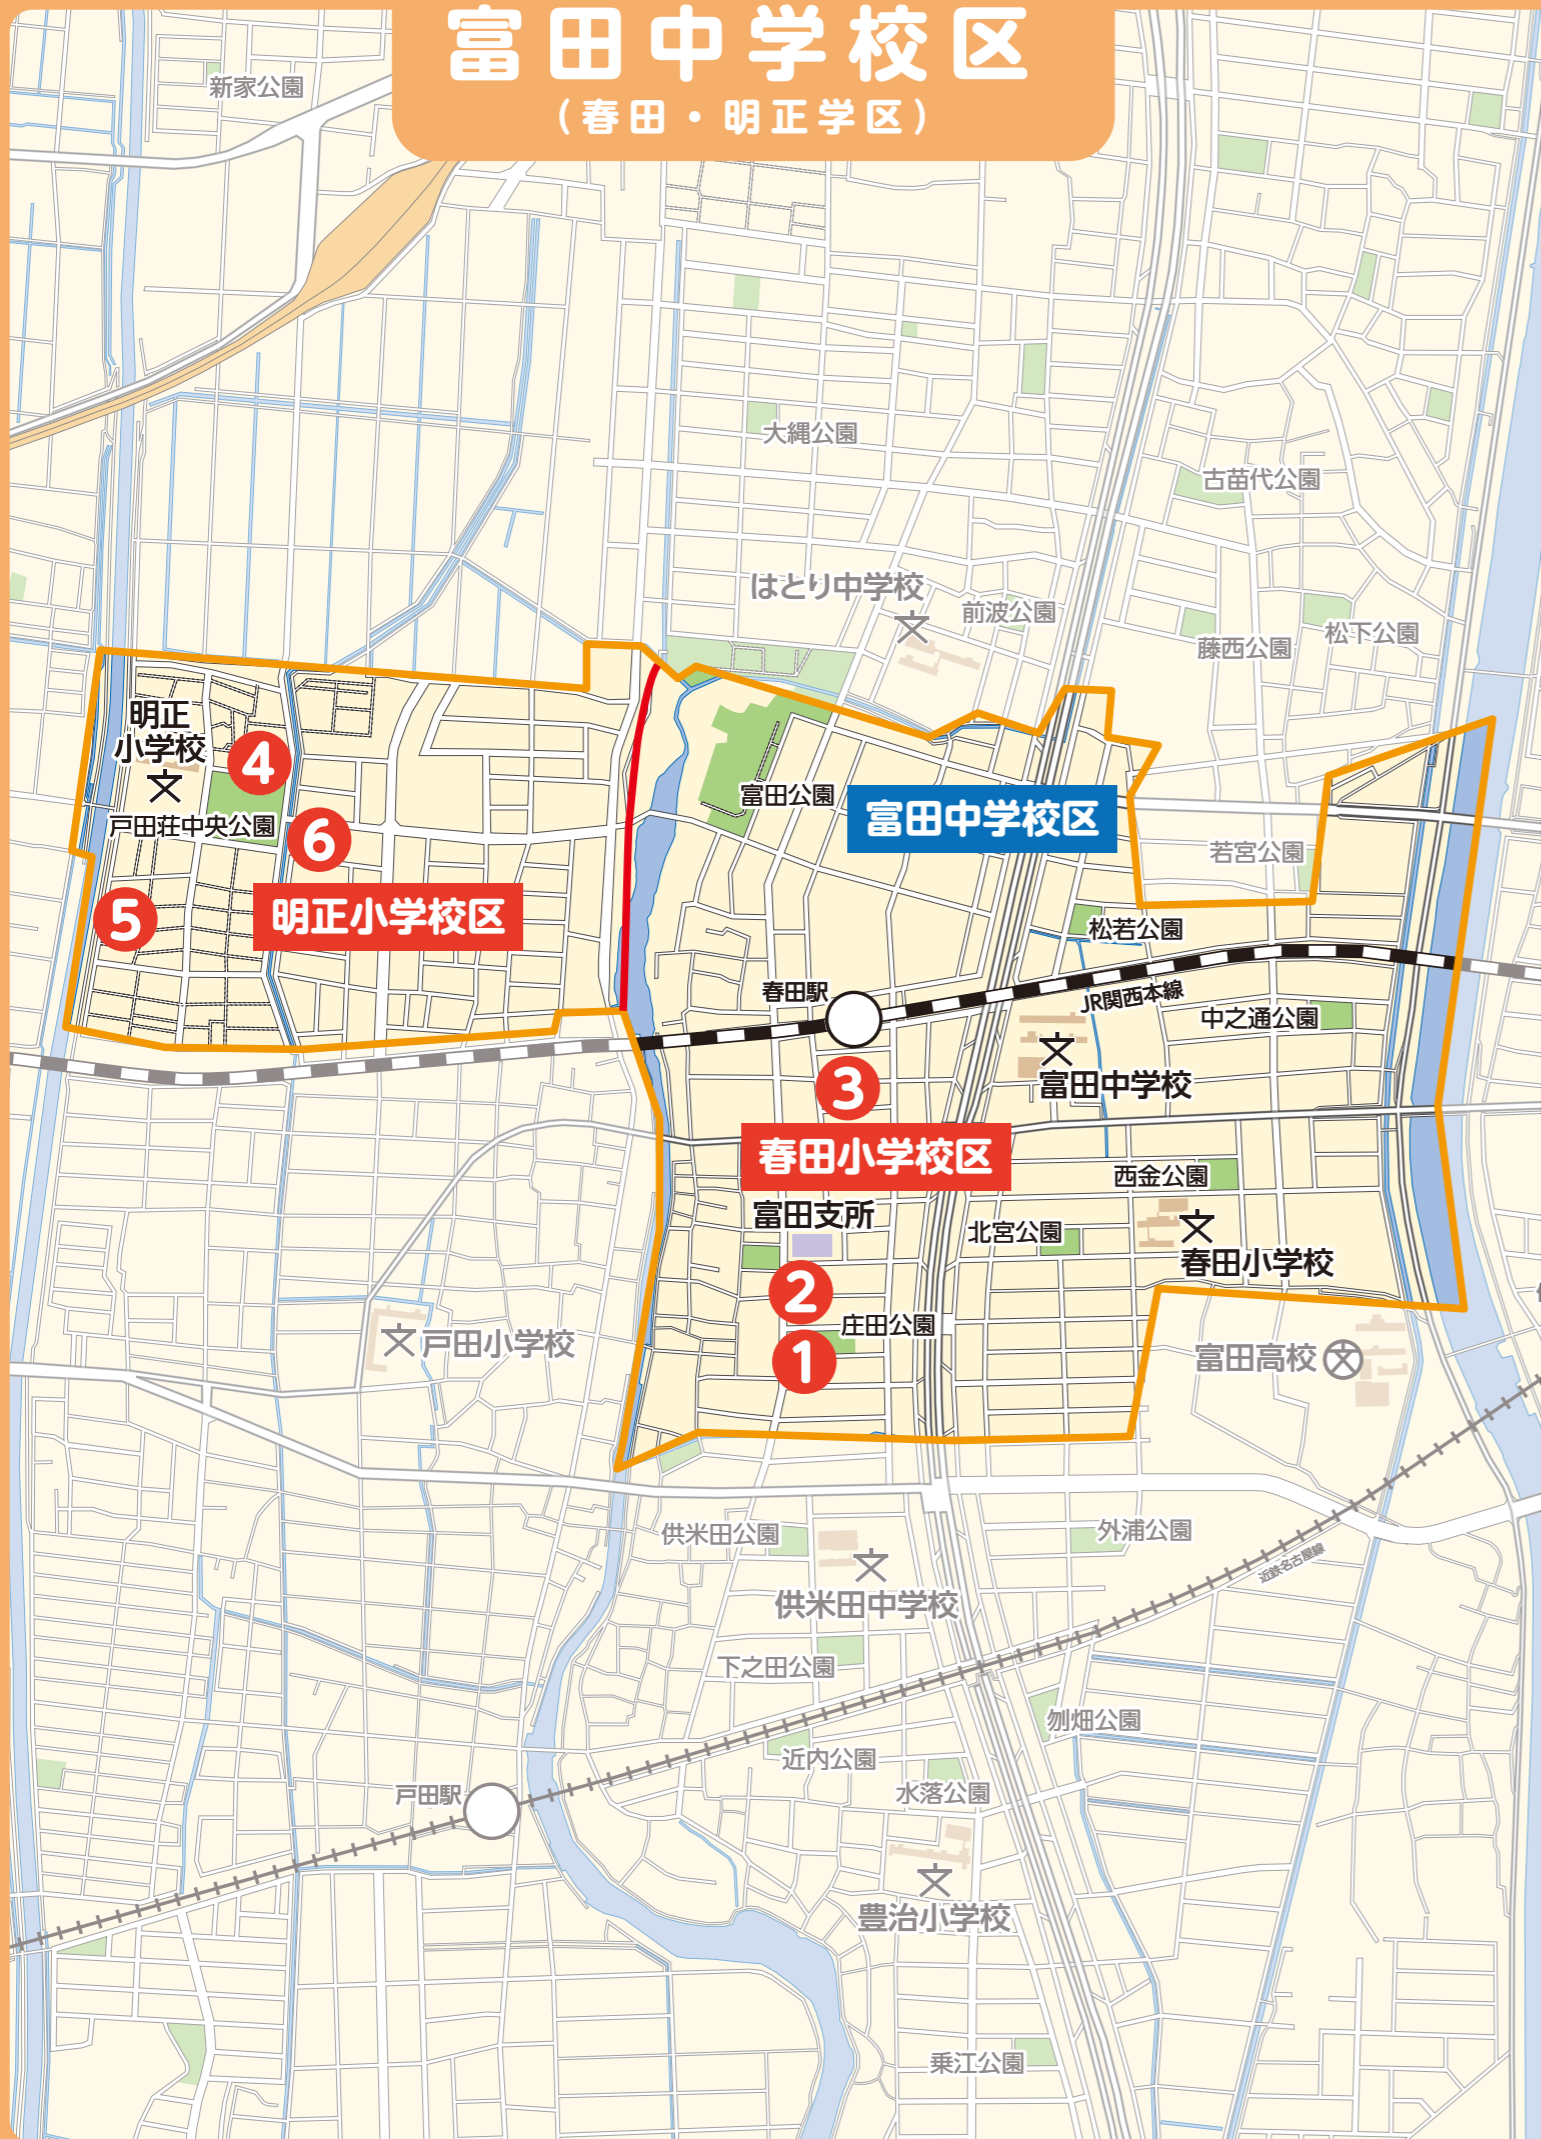 富田中学校区
(春田・明正学区)
新家公園
大縄公園
古苗代公園
はとり中学校
前波公園
藤西公園
松下公園
明正
小学校
4
戸田荘中央公園
6
5
明正小学校区
富田公園
富田中学校区
若宮公園
松若公園
春田駅
JR関西本線
中之通公園
富田中学校
3
春田小学校区
西金公園
富田支所
北宮公園
春田小学校
2
庄田公園
1
戸田小学校
富田高校
供米田公園
外浦公園
近鉄名古屋線
供米田中学校
下之田公園
刎畑公園
近内公園
戸田駅
水落公園
豊治小学校
乗江公園